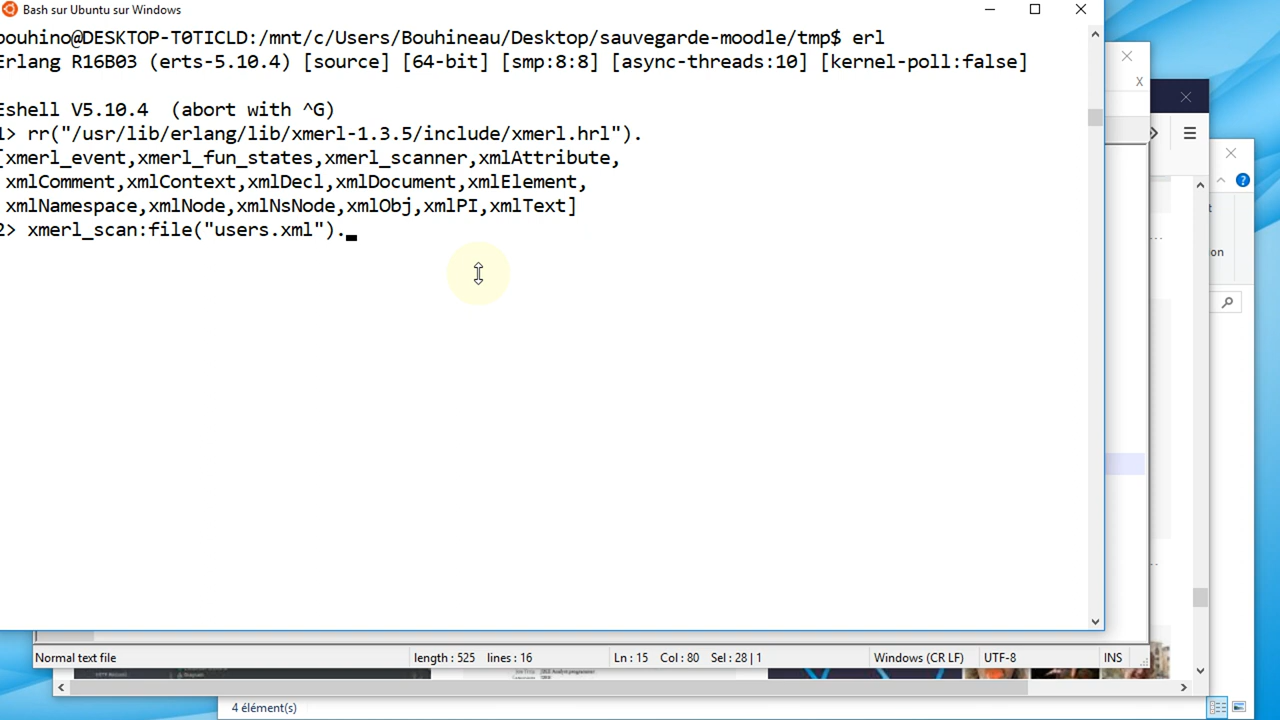 Bash sur Ubuntu sur Windows
bouhino@DESKTOP-T0TICLD:/mnt/c/Users/Bouhineau/Desktop/sauvegarde-moodle/tmp$ erl
Erlang R16B03 (erts-5.10.4) [source] [64-bit] [smp:8:8] [async-threads:10] [kernel-poll:false]
Eshell V5.10.4  (abort with ^G)
1> rr("/usr/lib/erlang/lib/xmerl-1.3.5/include/xmerl.hrl").
[xmerl_event,xmerl_fun_states,xmerl_scanner,xmlAttribute,
xmlComment,xmlContext,xmlDecl,xmlDocument,xmlElement,
xmlNamespace,xmlNode,xmlNsNode,xmlObj,xmlPI,xmlText]
2> xmerl_scan:file("users.xml").
X
on
Normal text file length : 525 lines : 16 Ln : 15 Col : 80 Sel : 28 | 1 Windows (CR LF) UTF-8 INS
4 élément(s)